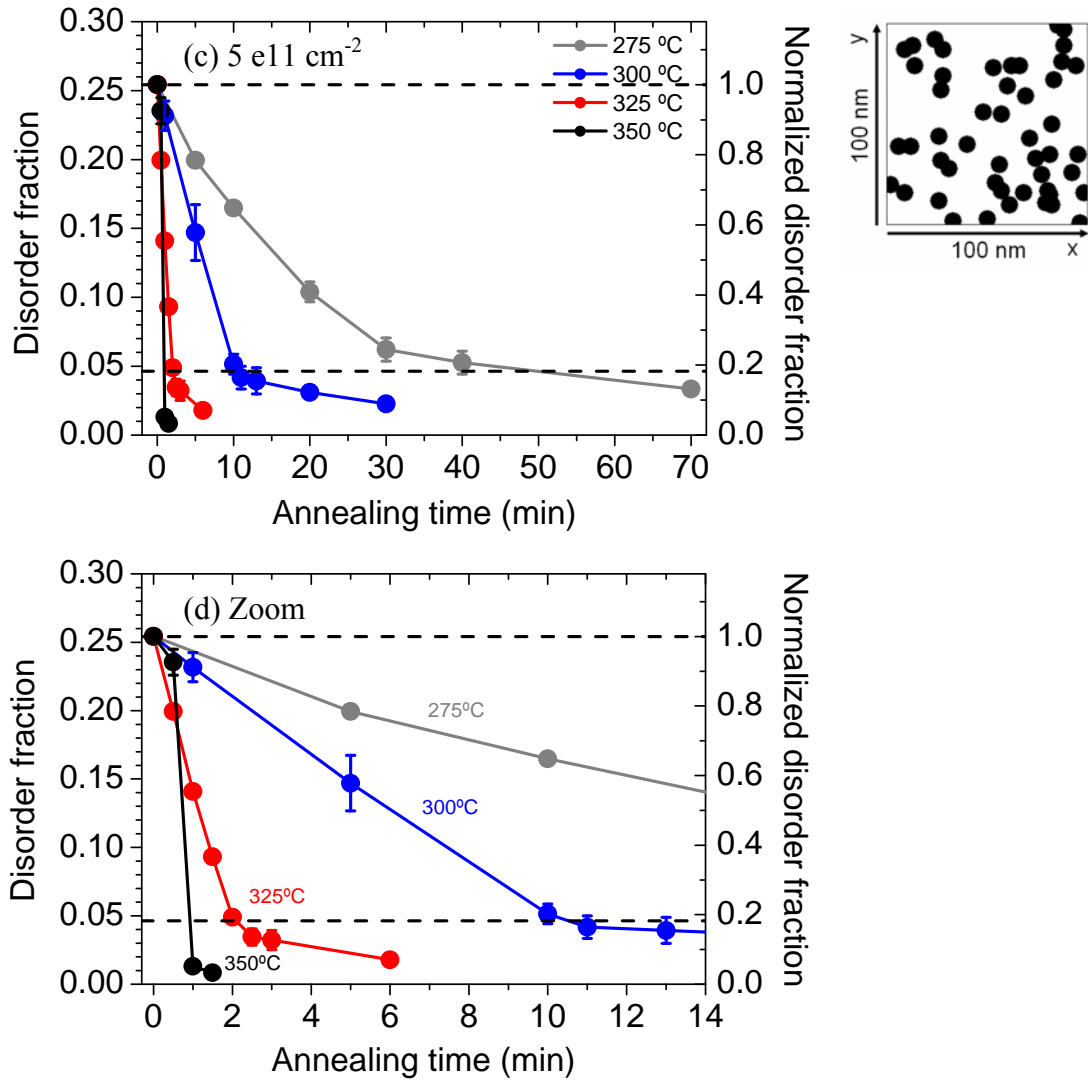 (c) 5 e11 cm-2
275 ºC
300 ºC
325 ºC
350 ºC
0.30
0.25
0.20
0.15
0.10
0.05
0.00
Disorder fraction
1.0
0.8
0.6
0.4
0.2
0.0
Normalized disorder fraction
0 10 20 30 40 50 60 70
Annealing time (min)
y
100 nm
100 nm x
(d) Zoom
0.30
0.25
0.20
0.15
0.10
0.05
0.00
Disorder fraction
275ºC
300ºC
325ºC
350ºC
1.0
0.8
0.6
0.4
0.2
0.0
Normalized disorder fraction
0 2 4 6 8 10 12 14
Annealing time (min)